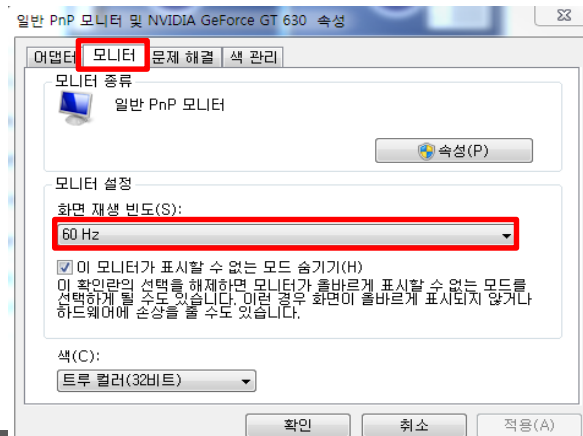 일반 PnP 모니터 및 NVIDIA GeForce GT 630 속성
어댑터 모니터 문제 해결 색 관리
모니터 종류
일반 PnP 모니터
속성(P)
모니터 설정
화면 재생 빈도(S):
60 Hz
이 모니터가 표시할 수 없는 모드 숨기기(H)
이 확인란의 선택을 해제하면 모니터가 올바르게 표시할 수 없는 모드를
선택하게 될 수도 있습니다. 이런 경우 화면이 올바르게 표시되지 않거나
하드웨어에 손상을 줄 수도 있습니다.
색(C):
트루 컬러(32비트)
확인 취소 적용(A)